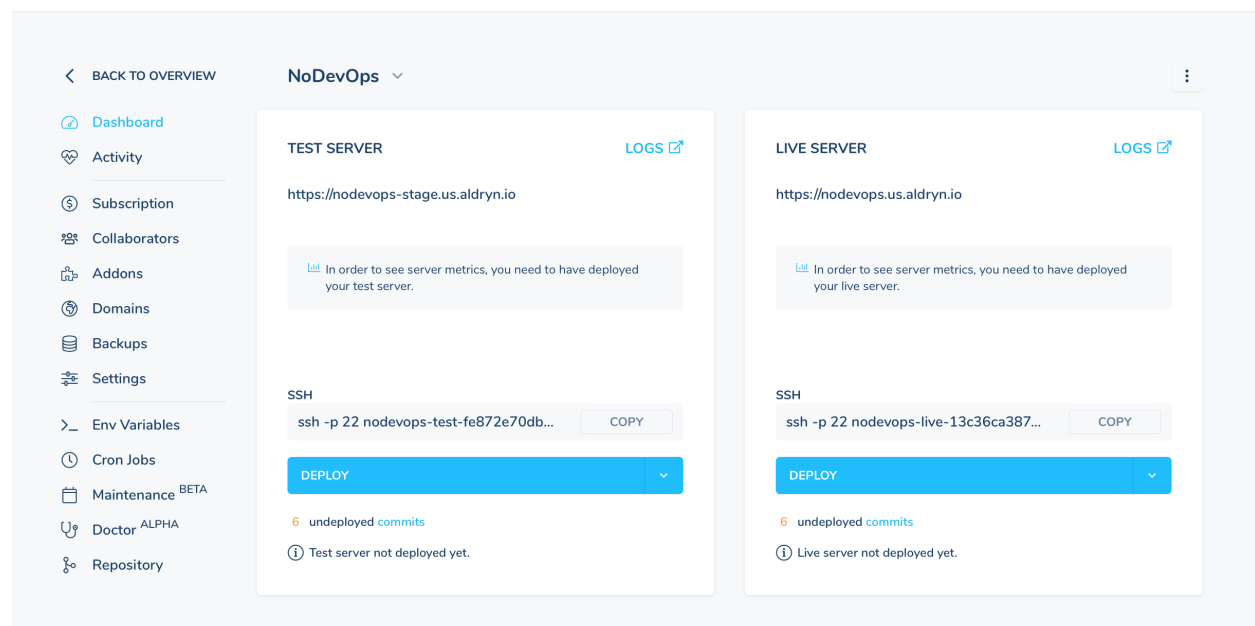 BACK TO OVERVIEW
Dashboard
Activity
Subscription
Collaborators
Addons
Domains
Backups
Settings
Env Variables
Cron Jobs
Maintenance BETA
Doctor ALPHA
Repository
NoDevOps
TEST SERVER
LOGS
https://nodevops-stage.us.aldryn.io
In order to see server metrics, you need to have deployed
your test server.
SSH
ssh -p 22 nodevops-test-fe872e70db...
COPY
DEPLOY
6 undeployed commits
Test server not deployed yet.
LIVE SERVER
LOGS
https://nodevops.us.aldryn.io
In order to see server metrics, you need to have deployed
your live server.
SSH
ssh -p 22 nodevops-live-13c36ca387...
COPY
DEPLOY
6 undeployed commits
Live server not deployed yet.